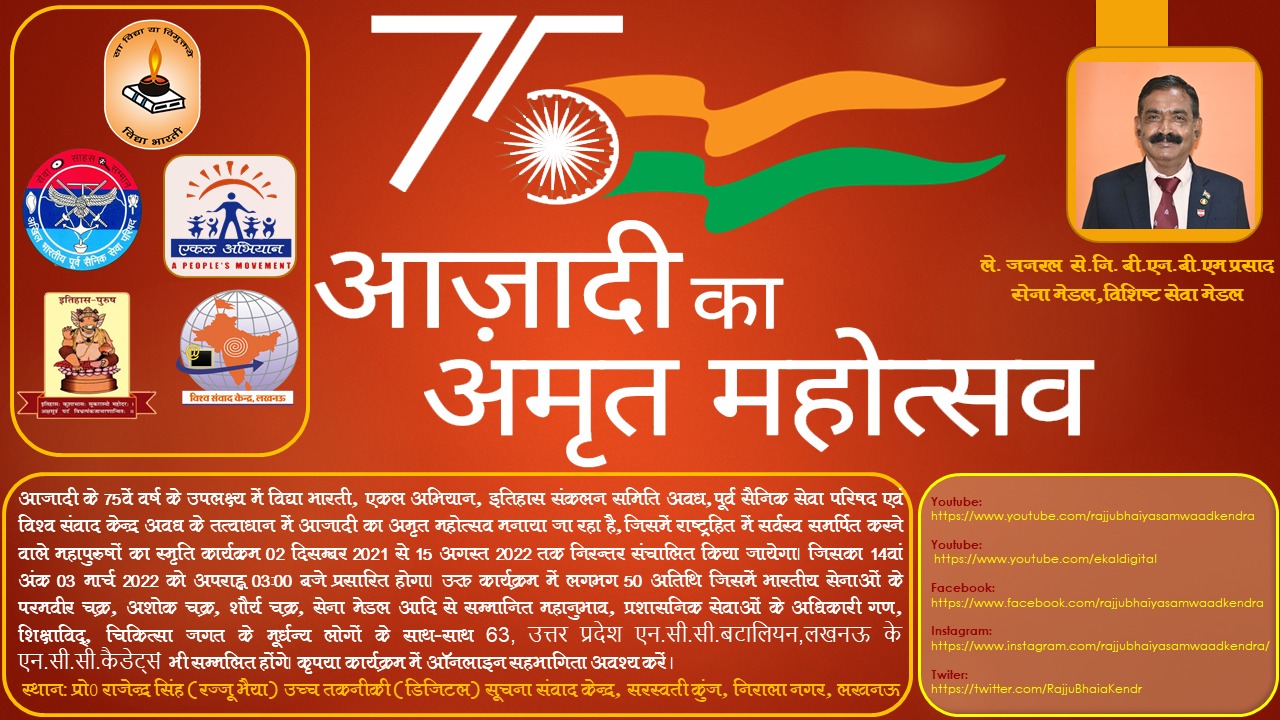 सा विद्या या विमुक्तये
विद्या भारती
सेवा साहस सम्मान
अखिल भारतीय पूर्व सैनिक सेवा परिषद
एकल अभियान
A PEOPLE'S MOVEMENT
इतिहास-पुरुष
विश्व संवाद केन्द्र, लखनऊ
75
आज़ादी का
अमृत महोत्सव
ले. जनरल से.नि. बी.एन.बी.एम प्रसाद
सेना मेडल,विशिष्ट सेवा मेडल
आजादी के 75वें वर्ष के उपलक्ष्य में विद्या भारती, एकल अभियान, इतिहास संकलन समिति अवध,पूर्व सैनिक सेवा परिषद एवं
विश्व संवाद केन्द्र अवध के तत्वाधान में आजादी का अमृत महोत्सव मनाया जा रहा है,जिसमें राष्ट्रहित में सर्वस्व समर्पित करने
वाले महापुरुषों का स्मृति कार्यक्रम 02 दिसम्बर 2021 से 15 अगस्त 2022 तक निरन्तर संचालित किया जायेगा। जिसका 14वां
अंक 03 मार्च 2022 को अपराह्न 03:00 बजे प्रसारित होगा। उक्त कार्यक्रम में लगभग 50 अतिथि जिसमें भारतीय सेनाओं के
परमवीर चक्र, अशोक चक्र, शौर्य चक्र, सेना मेडल आदि से सम्मानित महानुभाव, प्रशासनिक सेवाओं के अधिकारी गण,
शिक्षाविद्, चिकित्सा जगत के मूर्धन्य लोगों के साथ-साथ 63, उत्तर प्रदेश एन.सी.सी.बटालियन,लखनऊ के
एन.सी.सी.कैडेट्स भी सम्मलित होंगे। कृपया कार्यक्रम में ऑनलाइन सहभागिता अवश्य करें।
स्थान: प्रो0 राजेन्द्र सिंह (रज्जू भैया) उच्च तकनीकी (डिजिटल) सूचना संवाद केन्द्र, सरस्वती कुंज, निराला नगर, लखनऊ
Youtube:
https://www.youtube.com/rajjubhaiyasamwaadkendra
Youtube:
https://www.youtube.com/ekaldigital
Facebook:
https://www.facebook.com/rajjubhaiyasamwaadkendra
Instagram:
https://www.instagram.com/rajjubhaiyasamwaadkendra/
Twiter:
https://twitter.com/RajjuBhaiaKendr